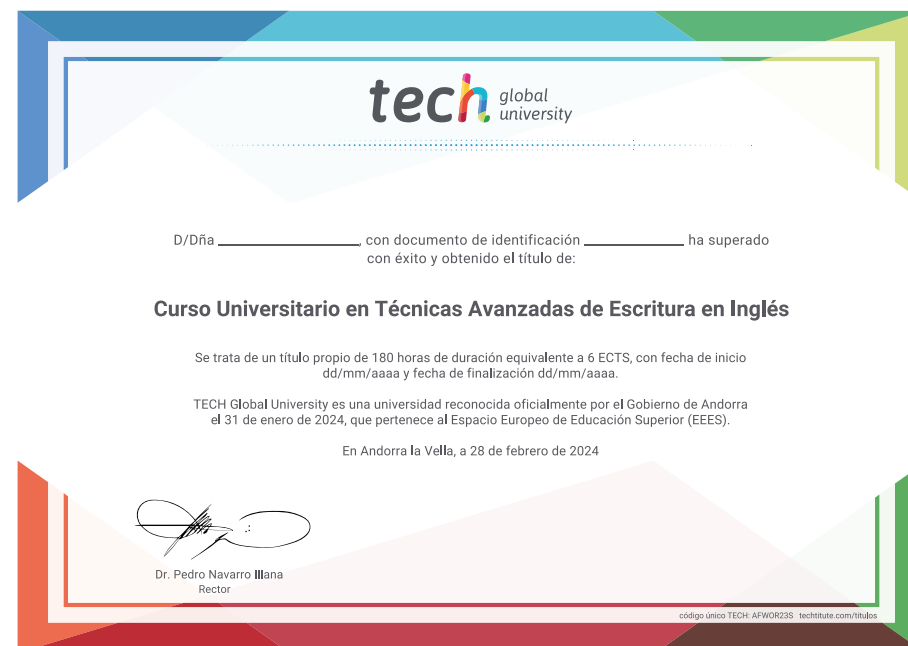 tech global university
D/Dña ____________________, con documento de identificación ______________ ha superado
con éxito y obtenido el título de:
Curso Universitario en Técnicas Avanzadas de Escritura en Inglés
Se trata de un título propio de 180 horas de duración equivalente a 6 ECTS, con fecha de inicio
dd/mm/aaaa y fecha de finalización dd/mm/aaaa.
TECH Global University es una universidad reconocida oficialmente por el Gobierno de Andorra
el 31 de enero de 2024, que pertenece al Espacio Europeo de Educación Superior (EEES).
En Andorra la Vella, a 28 de febrero de 2024
Dr. Pedro Navarro Illana
Rector
código único TECH: AFWOR23S techtitute.com/titulos